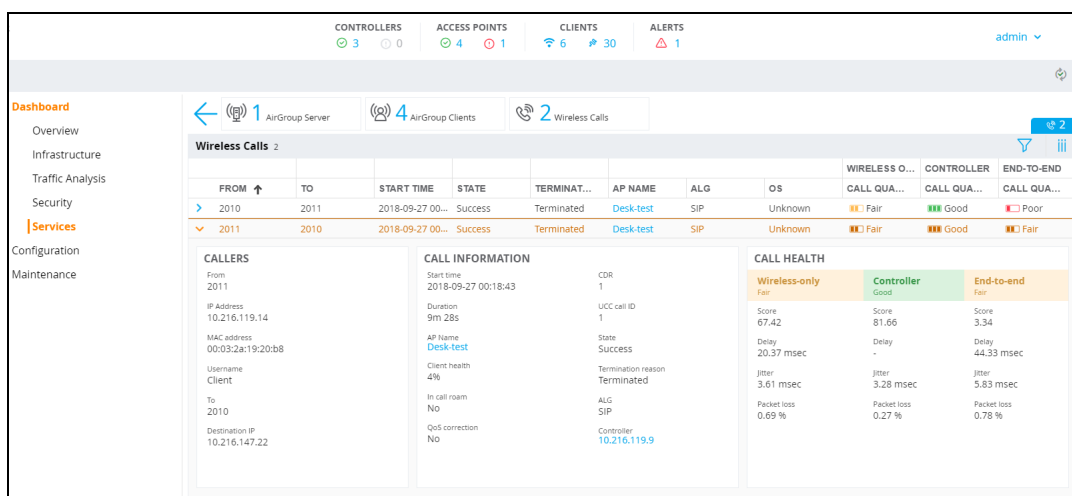 CONTROLLERS ACCESS POINTS CLIENTS ALERTS
3 0 4 1 6 30 1 admin
Dashboard
Overview
Infrastructure
Traffic Analysis
Security
Services
Configuration
Maintenance
1 AirGroup Server 4 AirGroup Clients 2 Wireless Calls
2
Wireless Calls 2
WIRELESS O... CONTROLLER END-TO-END
FROM TO START TIME STATE TERMINAT... AP NAME ALG OS CALL QUA... CALL QUA... CALL QUA...
2010 2011 2018-09-27 00-... Success Terminated Desk-test SIP Unknown Fair Good Poor
2011 2010 2018-09-27 00-... Success Terminated Desk-test SIP Unknown Fair Good Fair
CALLERS
From
2011
IP Address
10.216.119.14
MAC address
00:03:2a:19:20:b8
Username
Client
To
2010
Destination IP
10.216.147.22
CALL INFORMATION
Start time
2018-09-27 00:18:43
Duration
9m 28s
AP Name
Desk-test
Client health
4%
In call roam
No
QoS correction
No
CDR
1
UCC call ID
1
State
Success
Termination reason
Terminated
ALG
SIP
Controller
10.216.119.9
CALL HEALTH
Wireless-only Controller End-to-end
Fair Good Fair
Score Score Score
67.42 81.66 3.34
Delay Delay Delay
20.37 msec - 44.33 msec
Jitter Jitter Jitter
3.61 msec 3.28 msec 5.83 msec
Packet loss Packet loss Packet loss
0.69 % 0.27 % 0.78 %